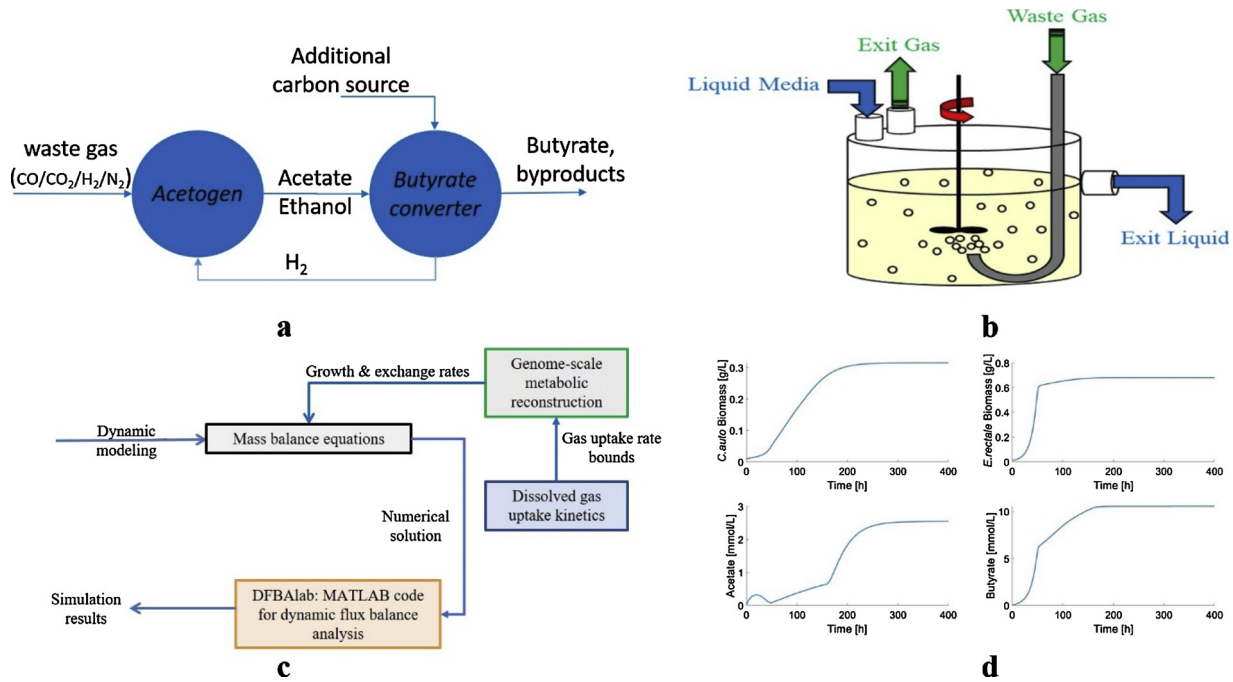 Additional
carbon source
waste gas
(CO/CO₂/H₂/N₂)
Acetogen
Acetate
Ethanol
Butyrate
converter
Butyrate,
byproducts
H₂
a
Waste Gas
Exit Gas
Liquid Media
Exit Liquid
b
Growth & exchange rates
Genome-scale
metabolic
reconstruction
Dynamic
modeling
Mass balance equations
Gas uptake rate
bounds
Dissolved gas
uptake kinetics
Numerical
solution
Simulation
results
DFBAlab: MATLAB code
for dynamic flux balance
analysis
c
C.auto Biomass [g/L]
0.3
0.2
0.1
0
0 100 200 300 400
Time [h]
E.rectale Biomass [g/L]
0.8
0.6
0.4
0.2
0
0 100 200 300 400
Time [h]
Acetate [mmol/L]
3
2
1
0
0 100 200 300 400
Time [h]
Butyrate [mmol/L]
10
5
0
0 100 200 300 400
Time [h]
d